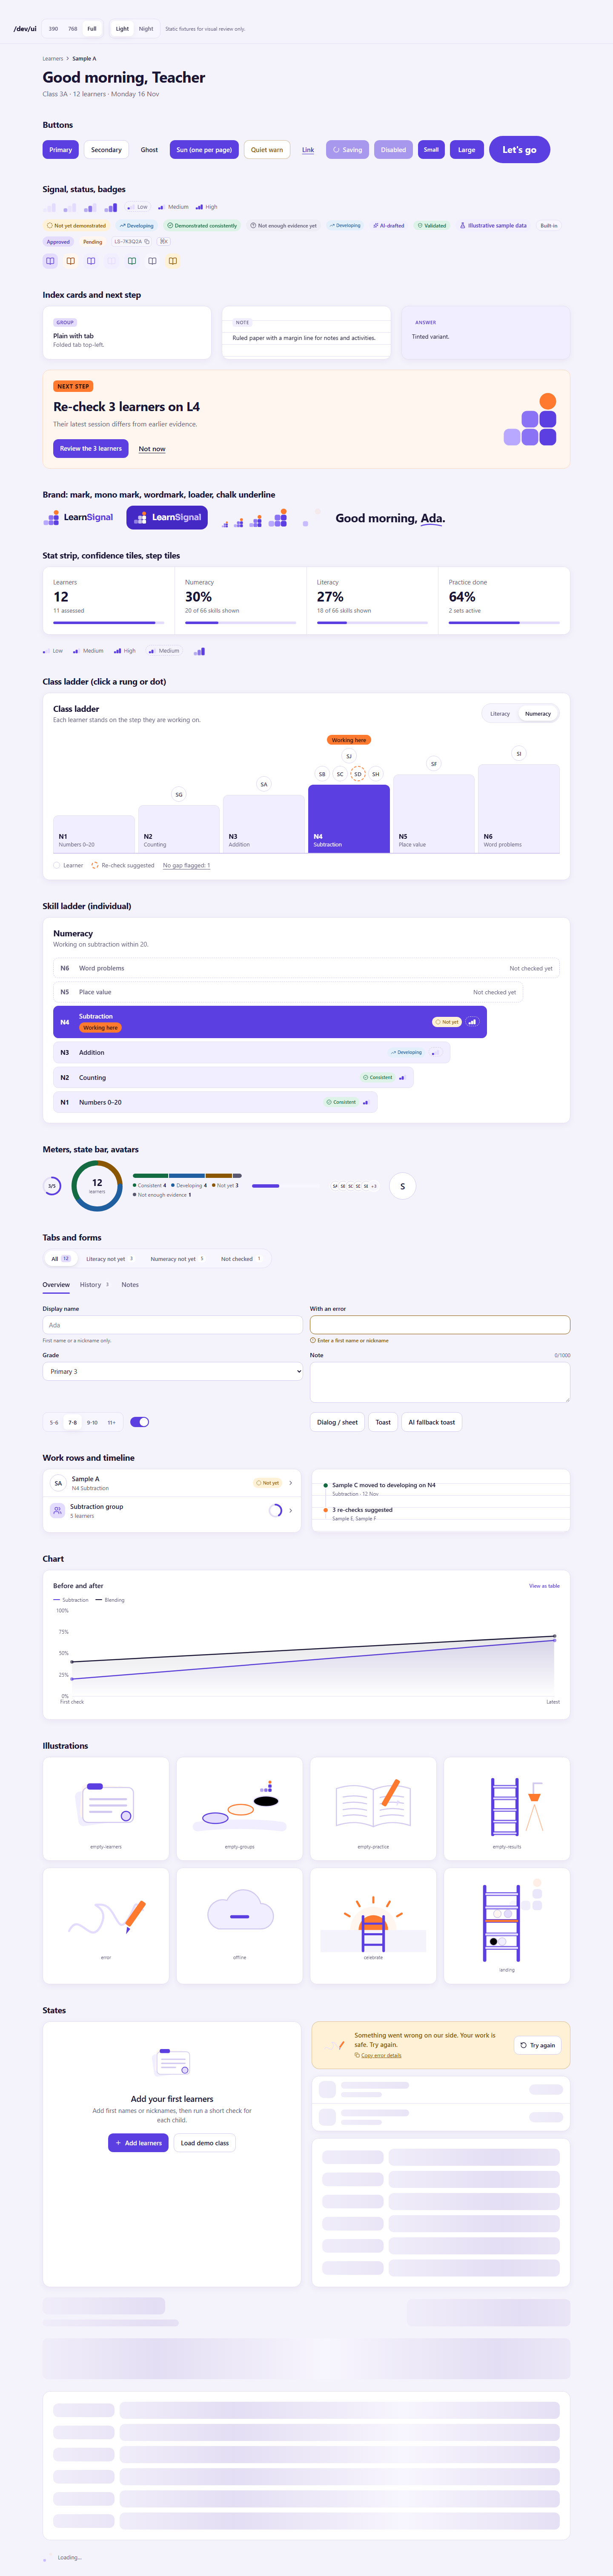 /dev/ui 390 768 Full Light Night Static fixtures for visual review only.
Learners > Sample A
Good morning, Teacher
Class 3A · 12 learners · Monday 16 Nov
Buttons
Primary Secondary Ghost Sun (one per page) Quiet warn Link Saving Disabled Small Large Let's go
Signal, status, badges
Low Medium High
Not yet demonstrated Developing Demonstrated consistently Not enough evidence yet Developing AI-drafted Validated Illustrative sample data Built-in
Approved Pending LS-7K3Q2A ⌘K
Index cards and next step
GROUP
Plain with tab
Folded tab top-left.
NOTE
Ruled paper with a margin line for notes and activities.
ANSWER
Tinted variant.
NEXT STEP
Re-check 3 learners on L4
Their latest session differs from earlier evidence.
Review the 3 learners Not now
Brand: mark, mono mark, wordmark, loader, chalk underline
LearnSignal LearnSignal Good morning, Ada.
Stat strip, confidence tiles, step tiles
Learners
12
11 assessed
Numeracy
30%
20 of 66 skills shown
Literacy
27%
18 of 66 skills shown
Practice done
64%
2 sets active
Low Medium High Medium
Class ladder (click a rung or dot)
Class ladder
Each learner stands on the step they are working on.
Literacy Numeracy
Working here
SJ SI
SG SA SB SC SD SH SF
N1 N2 N3 N4 N5 N6
Numbers 0–20 Counting Addition Subtraction Place value Word problems
Learner Re-check suggested No gap flagged: 1
Skill ladder (individual)
Numeracy
Working on subtraction within 20.
N6 Word problems Not checked yet
N5 Place value Not checked yet
N4 Subtraction Working here Not yet
N3 Addition Developing
N2 Counting Consistent
N1 Numbers 0–20 Consistent
Meters, state bar, avatars
3/5
12
learners
Consistent 4 Developing 4 Not yet 3
Not enough evidence 1
+3
S
Tabs and forms
All 12 Literacy not yet Numeracy not yet Not checked 1
Overview History Notes
Display name
Ada
First name or a nickname only.
With an error
Enter a first name or nickname
Grade
Primary 3
Note 0/1000
5-6 7-8 9-10 11+
Dialog / sheet Toast AI fallback toast
Work rows and timeline
SA Sample A
N4 Subtraction
Not yet
Subtraction group
5 learners
Sample C moved to developing on N4
Subtraction · 12 Nov
3 re-checks suggested
Sample E, Sample F
Chart
Before and after View as table
Subtraction Blending
100%
75%
50%
25%
0%
First check Latest
Illustrations
empty-learners empty-groups empty-practice empty-results
error offline celebrate landing
States
Add your first learners
Add first names or nicknames, then run a short check for
each child.
Add learners Load demo class
Something went wrong on our side. Your work is
safe. Try again.
Copy error details
Try again
Loading...